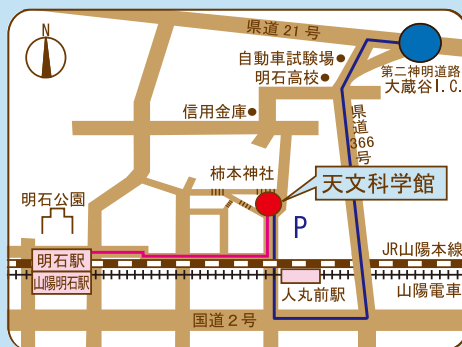 N
県道21号
自動車試験場
明石高校
第二神明道路
大蔵谷I.C.
信用金庫
県道366号
柿本神社
天文科学館
明石公園
P
明石駅
山陽明石駅
JR山陽本線
人丸前駅
山陽電車
国道2号